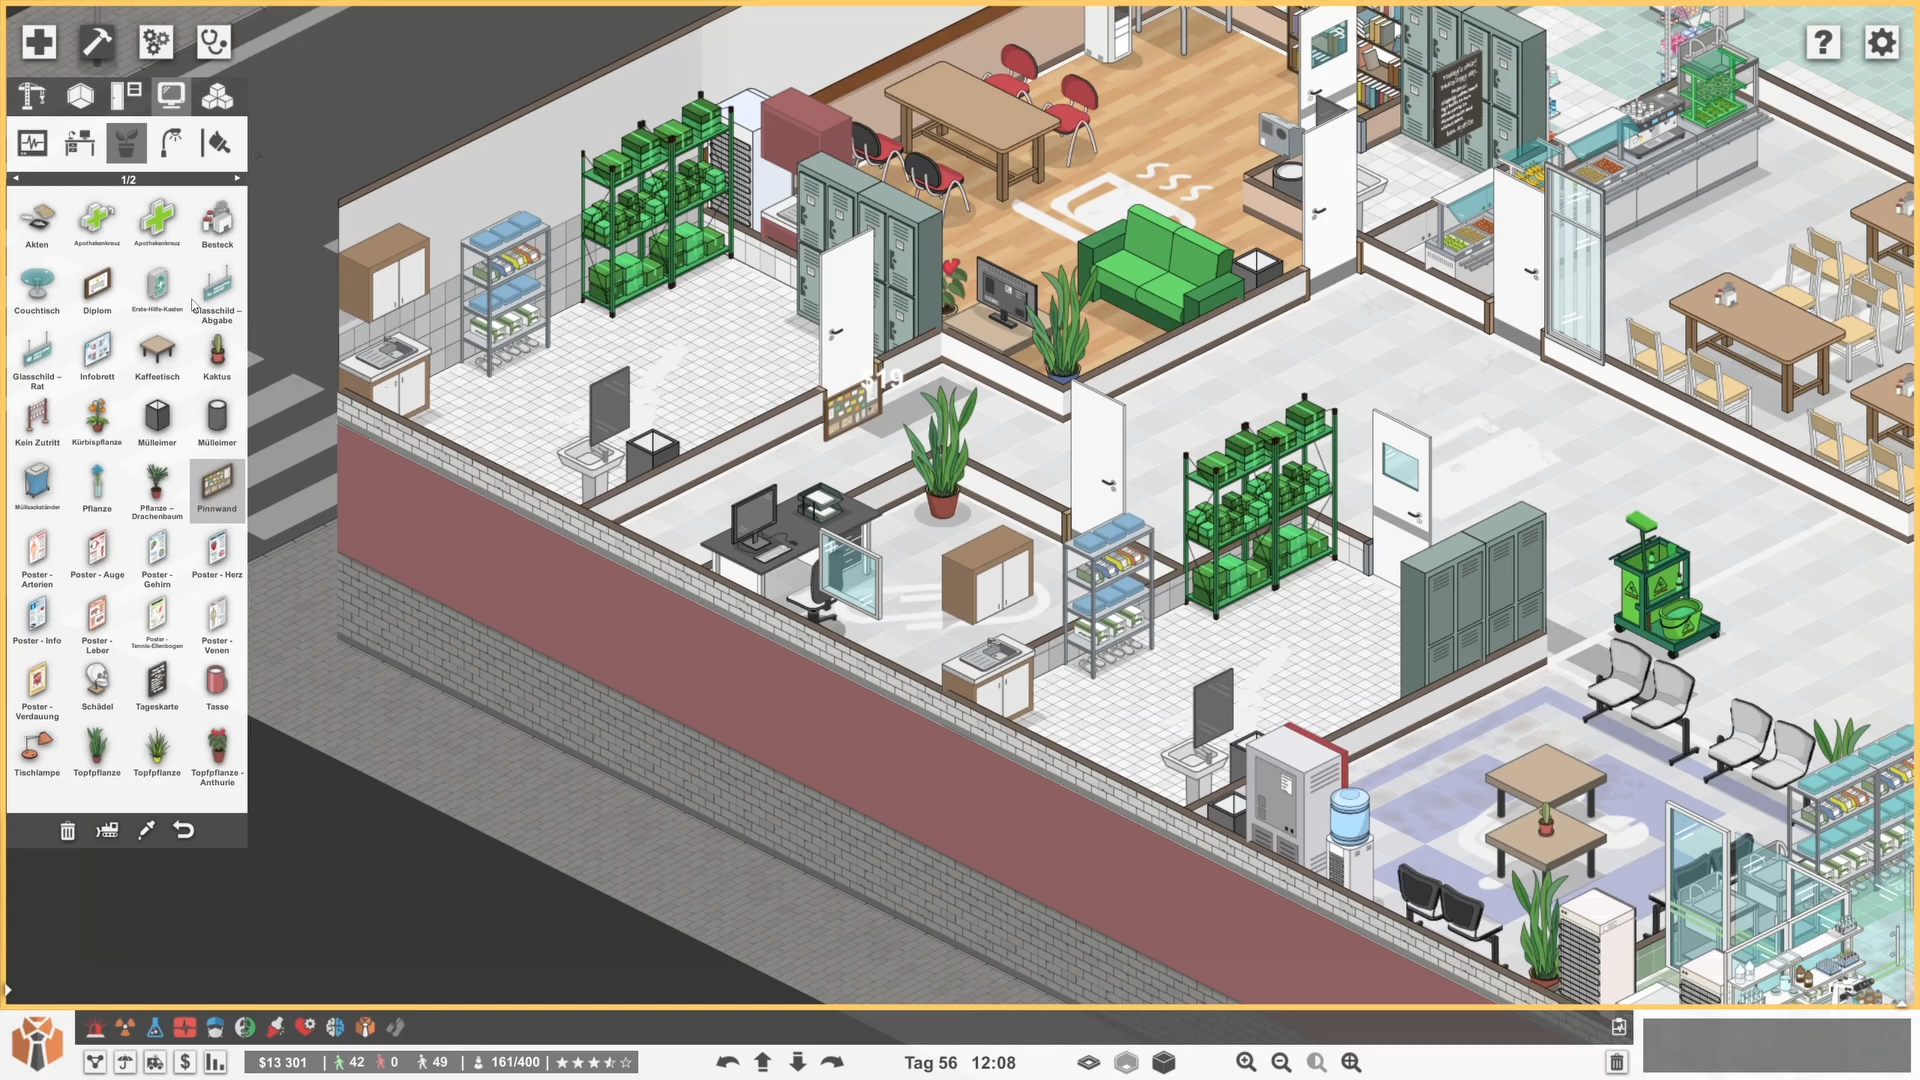 ?
1/2
Akten
Apothekenkreuz
Apothekenkreuz
Besteck
Couchtisch
Diplom
Erste-Hilfe-Kasten
Glasschild –
Abgabe
Glasschild –
Rat
Infobrett
Kaffeetisch
Kaktus
Kein Zutritt
Kürbispflanze
Mülleimer
Mülleimer
Müllsackständer
Pflanze
Pflanze –
Drachenbaum
Pinnwand
Poster -
Arterien
Poster - Auge
Poster -
Gehirn
Poster - Herz
Poster - Info
Poster -
Leber
Poster -
Tennis-Ellenbogen
Poster -
Venen
Poster -
Verdauung
Schädel
Tageskarte
Tasse
Tischlampe
Topfpflanze
Topfpflanze
Topfpflanze -
Anthurie
$19
$13 301
42
0
49
161/400
Tag 56 12:08